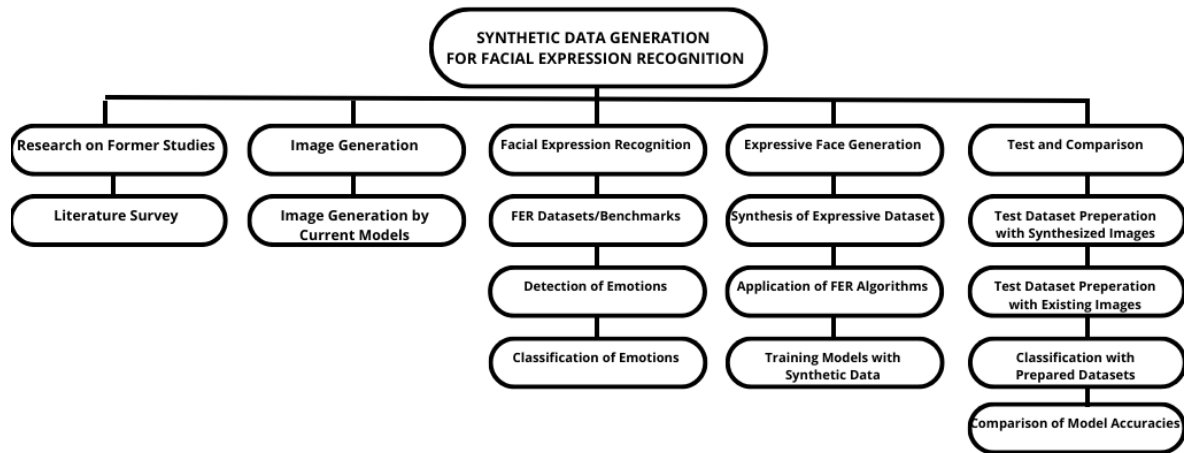 SYNTHETIC DATA GENERATION
FOR FACIAL EXPRESSION RECOGNITION
Research on Former Studies
Literature Survey
Image Generation
Image Generation by
Current Models
Facial Expression Recognition
FER Datasets/Benchmarks
Detection of Emotions
Classification of Emotions
Expressive Face Generation
Synthesis of Expressive Dataset
Application of FER Algorithms
Training Models with
Synthetic Data
Test and Comparison
Test Dataset Preperation
with Synthesized Images
Test Dataset Preperation
with Existing Images
Classification with
Prepared Datasets
Comparison of Model Accuracies